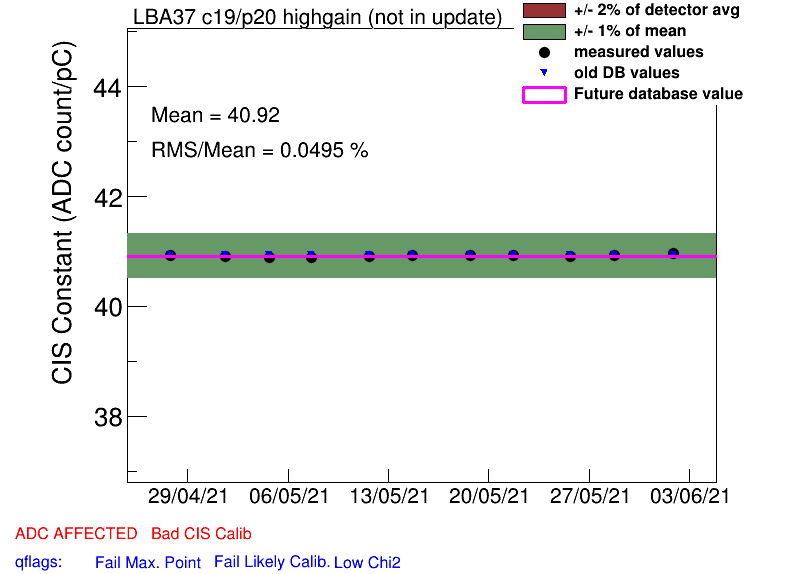 LBA37 c19/p20 highgain (not in update)
+/- 2% of detector avg
+/- 1% of mean
measured values
old DB values
Future database value
Mean = 40.92
RMS/Mean = 0.0495 %
CIS Constant (ADC count/pC)
44
42
40
38
29/04/21 06/05/21 13/05/21 20/05/21 27/05/21 03/06/21
ADC AFFECTED Bad CIS Calib
qflags: Fail Max. Point Fail Likely Calib. Low Chi2